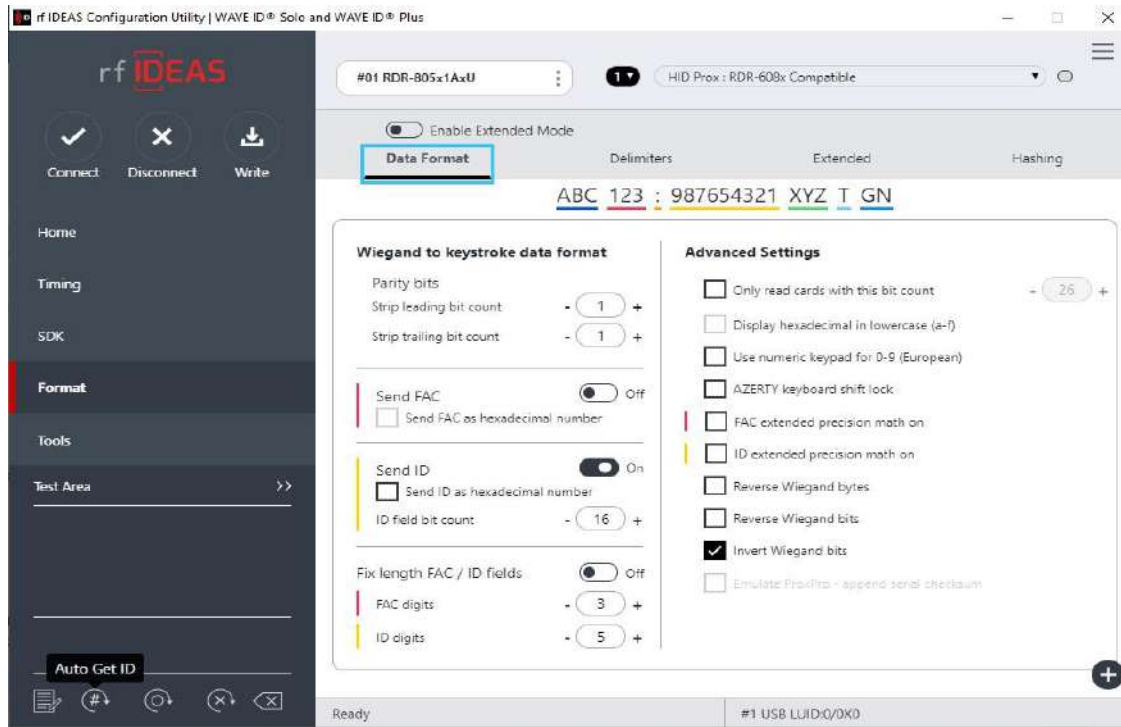 rf IDEAS Configuration Utility | WAVE ID® Solo and WAVE ID® Plus
rf IDEAS
Connect Disconnect Write
Home
Timing
SDK
Format
Tools
Test Area >>
Auto Get ID
#01 RDR-805x1AxU
1
HID Prox : RDR-608x Compatible
Enable Extended Mode
Data Format Delimiters Extended Hashing
ABC 123 : 987654321 XYZ T GN
Wiegand to keystroke data format
Parity bits
Strip leading bit count - 1 +
Strip trailing bit count - 1 +
Send FAC Off
Send FAC as hexadecimal number
Send ID On
Send ID as hexadecimal number
ID field bit count - 16 +
Fix length FAC / ID fields Off
FAC digits - 3 +
ID digits - 5 +
Advanced Settings
Only read cards with this bit count - 26 +
Display hexadecimal in lowercase (a-f)
Use numeric keypad for 0-9 (European)
AZERTY keyboard shift lock
FAC extended precision math on
ID extended precision math on
Reverse Wiegand bytes
Reverse Wiegand bits
Invert Wiegand bits
Emulate ProxPro - append serial checksum
Ready #1 USB LUID:0/0X0